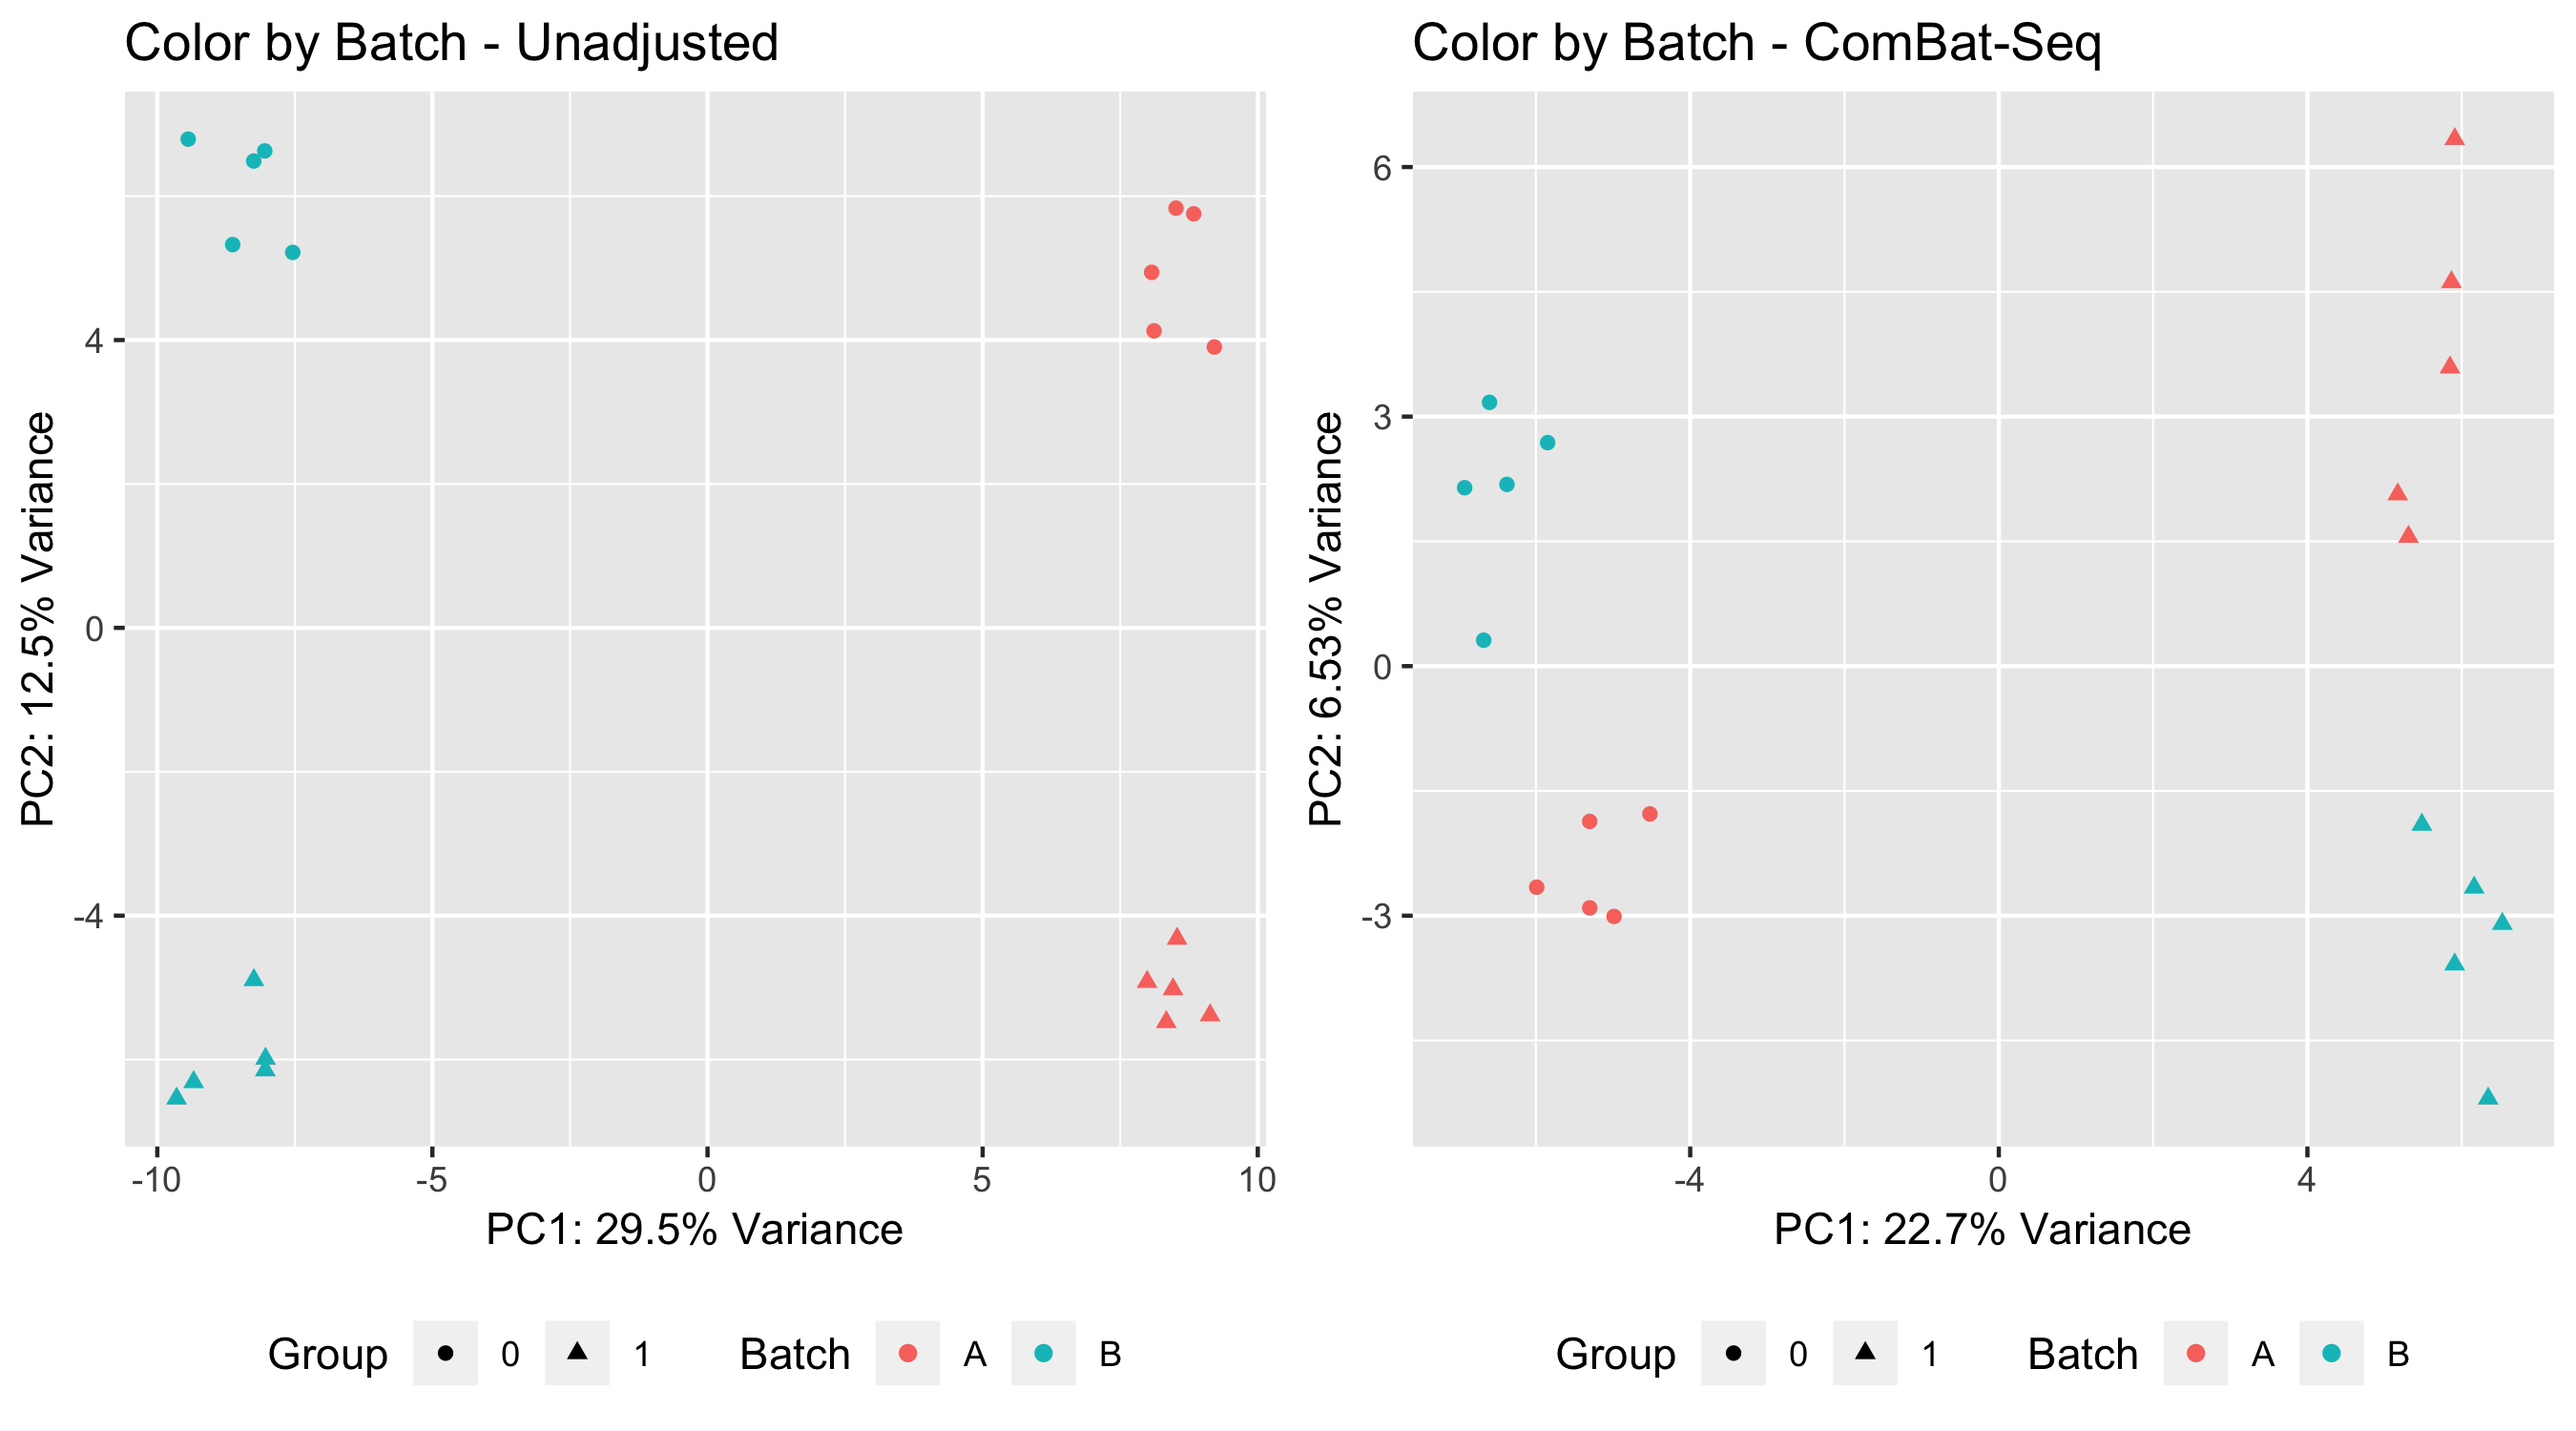 Color by Batch - Unadjusted
PC2: 12.5% Variance
4
0
-4
-10 -5 0 5 10
PC1: 29.5% Variance
Group 0 1 Batch A B
Color by Batch - ComBat-Seq
PC2: 6.53% Variance
6
3
0
-3
-4 0 4
PC1: 22.7% Variance
Group 0 1 Batch A B